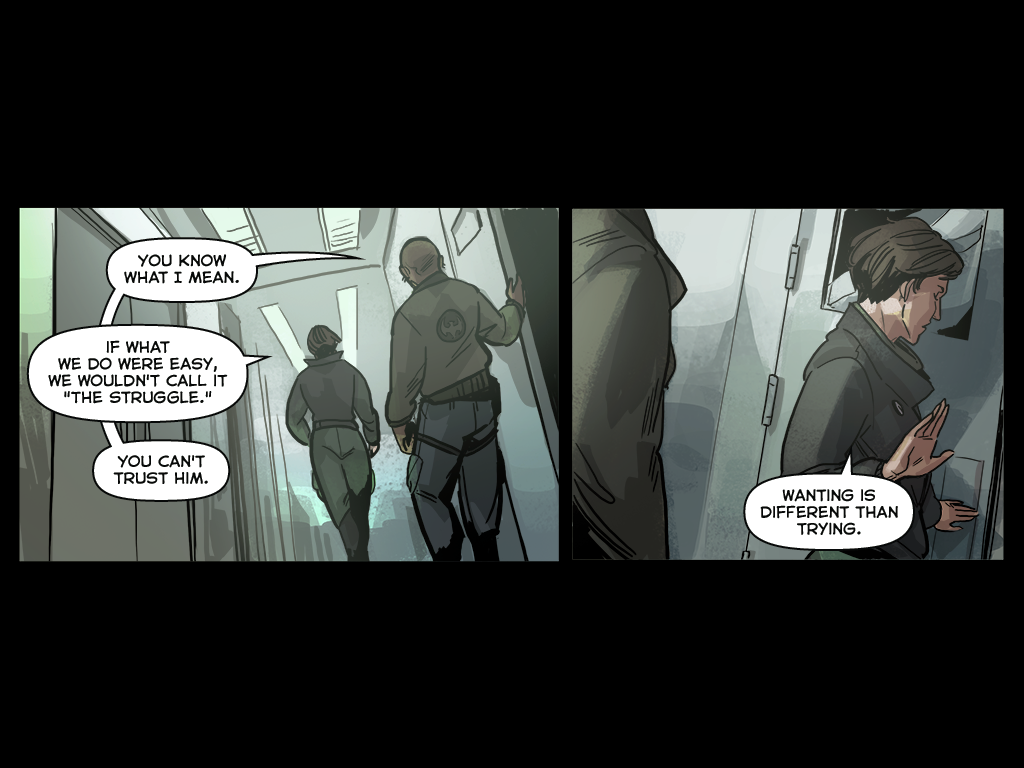 YOU KNOW
WHAT I MEAN.
IF WHAT
WE DO WERE EASY,
WE WOULDN'T CALL IT
"THE STRUGGLE."
YOU CAN'T
TRUST HIM.
WANTING IS
DIFFERENT THAN
TRYING.